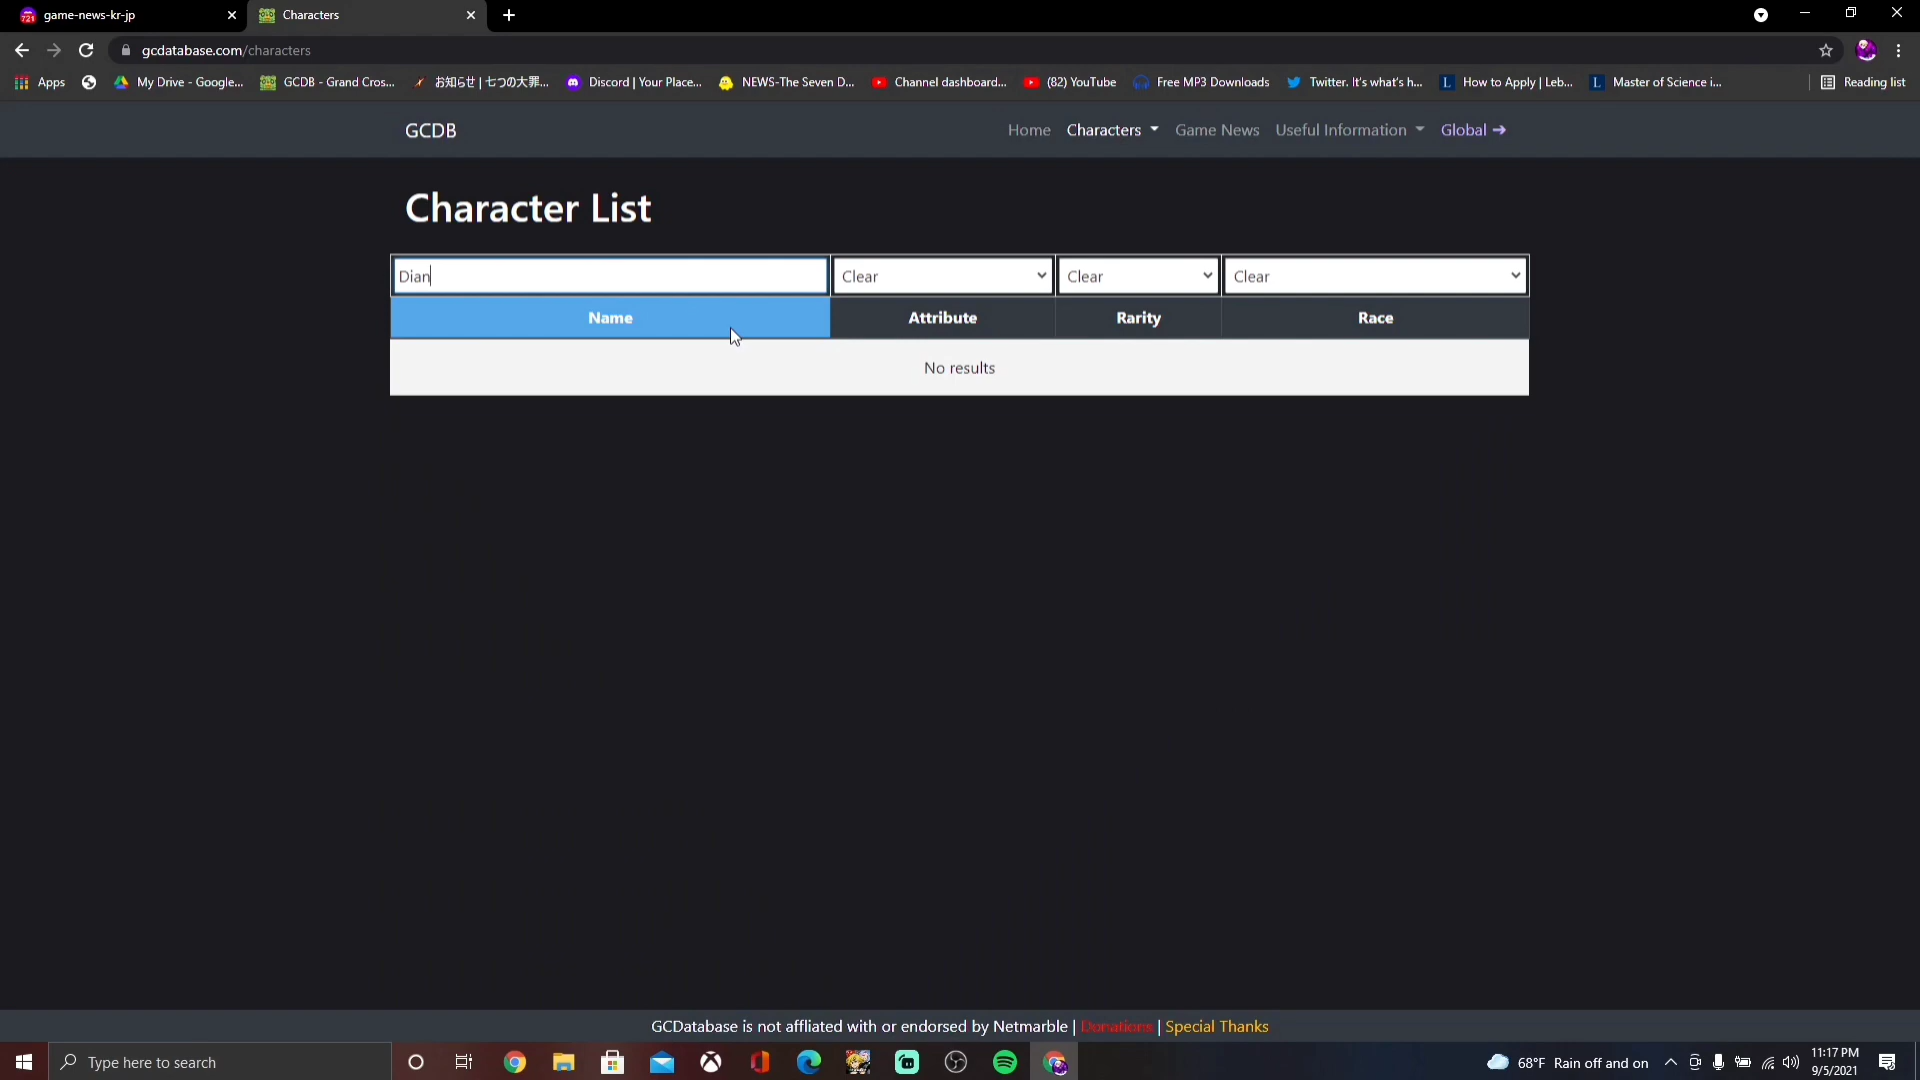 game-news-kr-jp
Characters
gcdatabase.com/characters
Apps
My Drive - Google...
GCDB - Grand Cros...
お知らせ | 七つの大罪...
Discord | Your Place...
NEWS-The Seven D...
Channel dashboard...
(82) YouTube
Free MP3 Downloads
Twitter. It's what's h...
How to Apply | Leb...
Master of Science i...
Reading list
GCDB
Home
Characters
Game News
Useful Information
Global
Character List
Dian
Clear
Clear
Clear
Name
Attribute
Rarity
Race
No results
GCDatabase is not affliated with or endorsed by Netmarble | Donations | Special Thanks
Type here to search
68°F Rain off and on
11:17 PM
9/5/2021